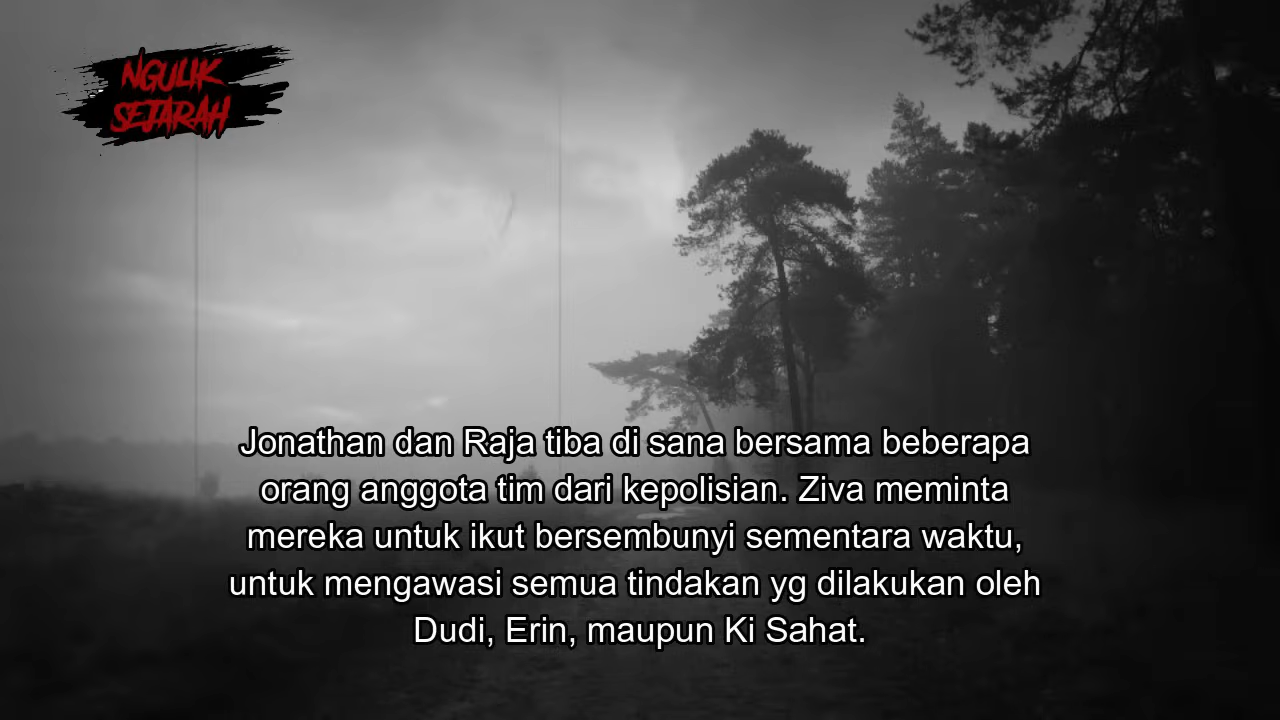 NGULIK
SEJARAH
Jonathan dan Raja tiba di sana bersama beberapa
orang anggota tim dari kepolisian. Ziva meminta
mereka untuk ikut bersembunyi sementara waktu,
untuk mengawasi semua tindakan yg dilakukan oleh
Dudi, Erin, maupun Ki Sahat.